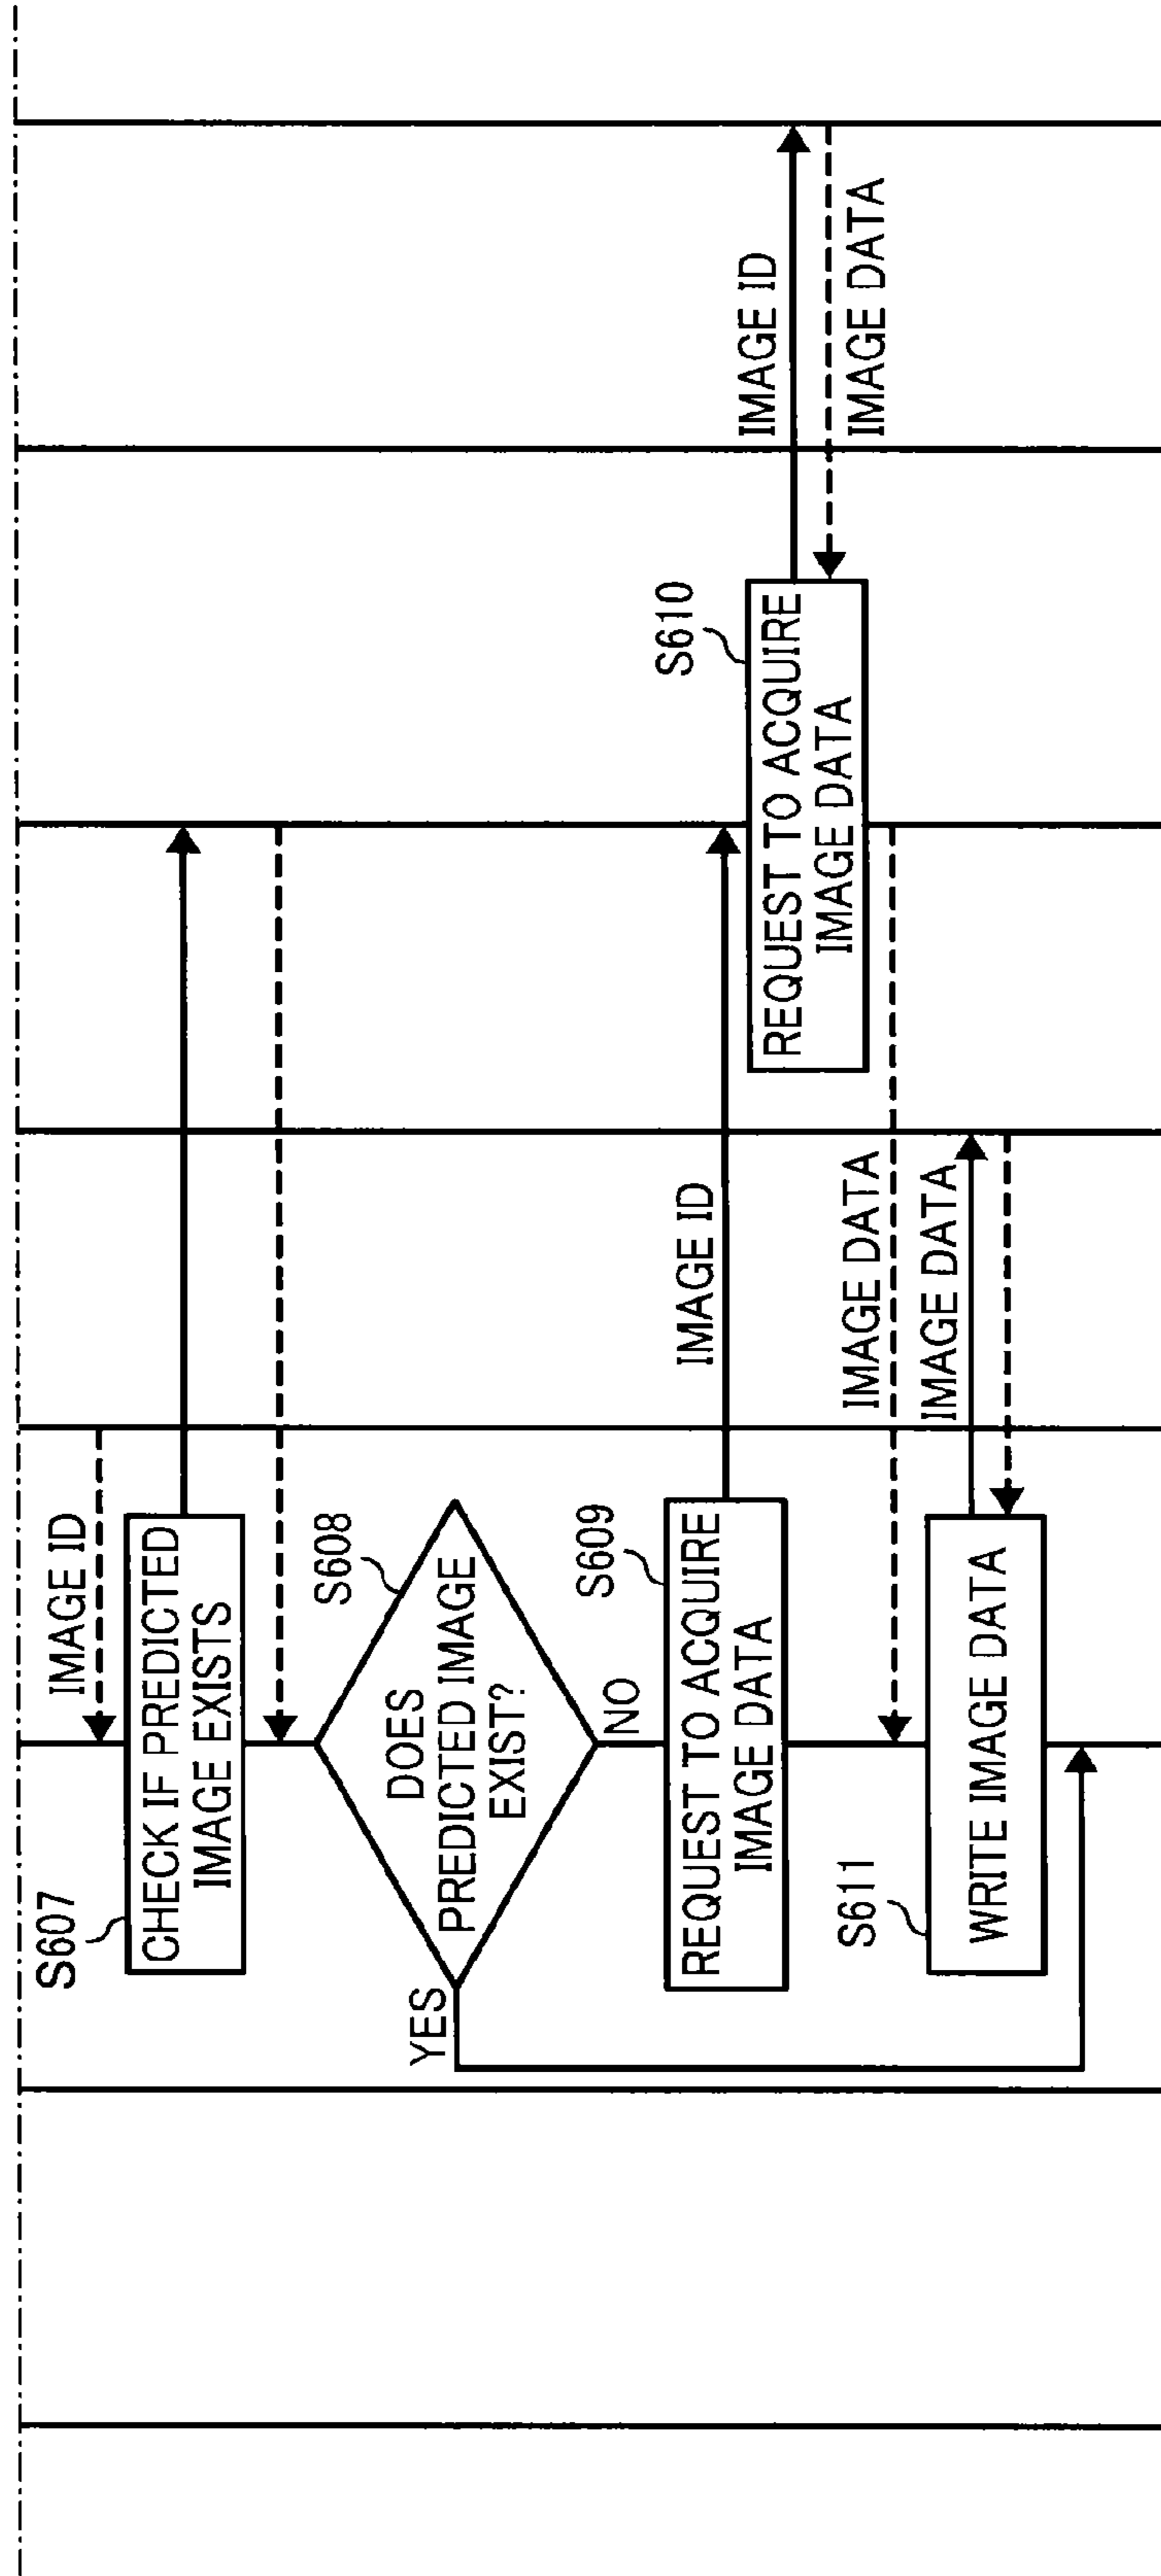 IMAGE ID
S607
CHECK IF PREDICTED
IMAGE EXISTS
S608
DOES
PREDICTED IMAGE
EXIST?
YES
NO
S609
REQUEST TO ACQUIRE
IMAGE DATA
IMAGE ID
S610
REQUEST TO ACQUIRE
IMAGE DATA
IMAGE ID
IMAGE DATA
IMAGE DATA
S611
WRITE IMAGE DATA
IMAGE DATA